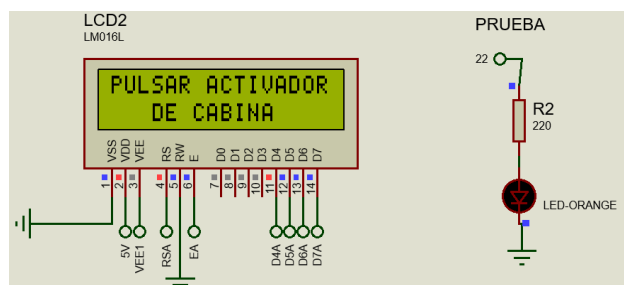 LCD2
LM016L
PULSAR ACTIVADOR
DE CABINA
VSS
VDD
VEE
RS
RW
E
D0
D1
D2
D3
D4
D5
D6
D7
1
2
3
4
5
6
7
8
9
10
11
12
13
14
5V
VEE1
RSA
EA
D4A
D5A
D6A
D7A
PRUEBA
22
R2
220
LED-ORANGE